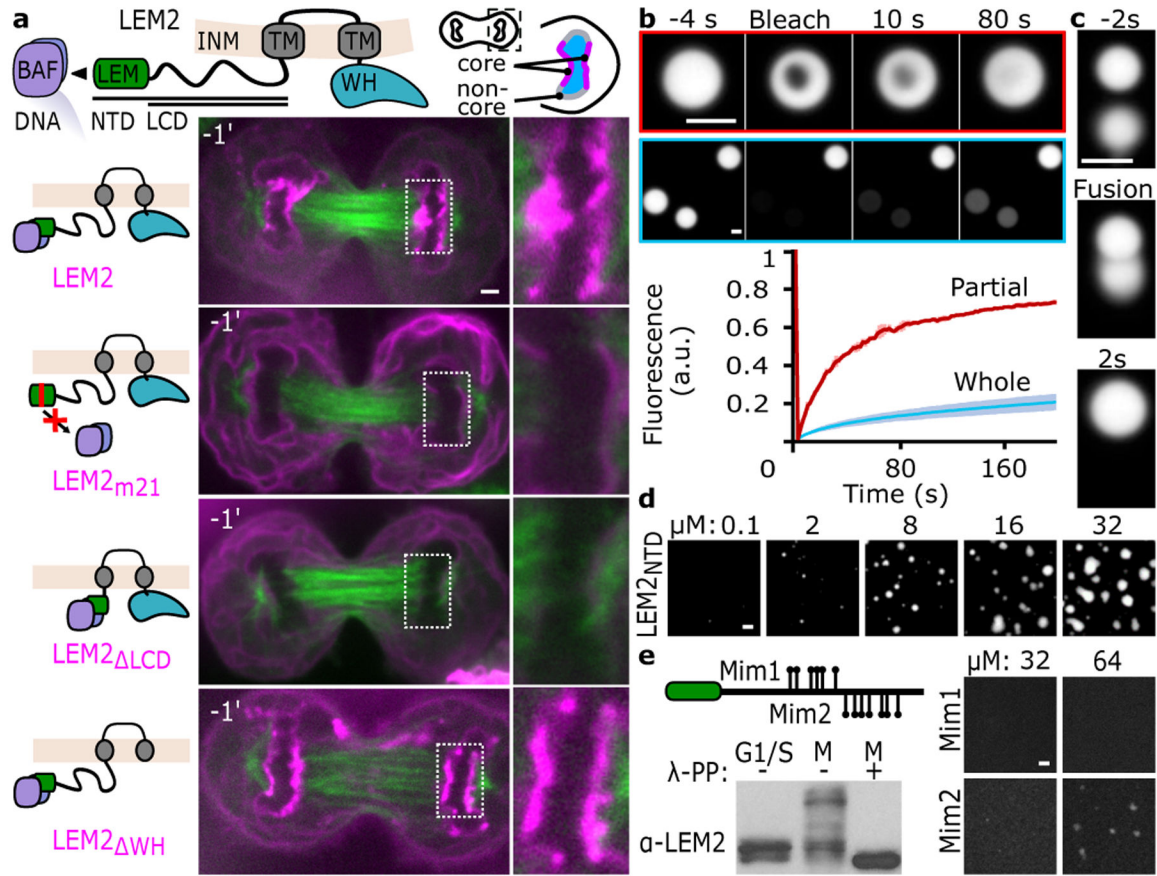 a
LEM2
INM
TM
TM
BAF
LEM
WH
DNA
NTD
LCD
core
non-
core
-1'
LEM2
-1'
LEM2m21
-1'
LEM2ΔLCD
-1'
LEM2ΔWH
b
-4 s Bleach 10 s 80 s
Fluorescence
(a.u.)
1
0.8
0.6
0.4
0.2
0
80
160
Time (s)
Partial
Whole
c
-2s
Fusion
2s
d
µM: 0.1 2 8 16 32
LEM2NTD
e
Mim1
Mim2
G1/S M M
λ-PP: - - +
α-LEM2
µM: 32 64
Mim1
Mim2